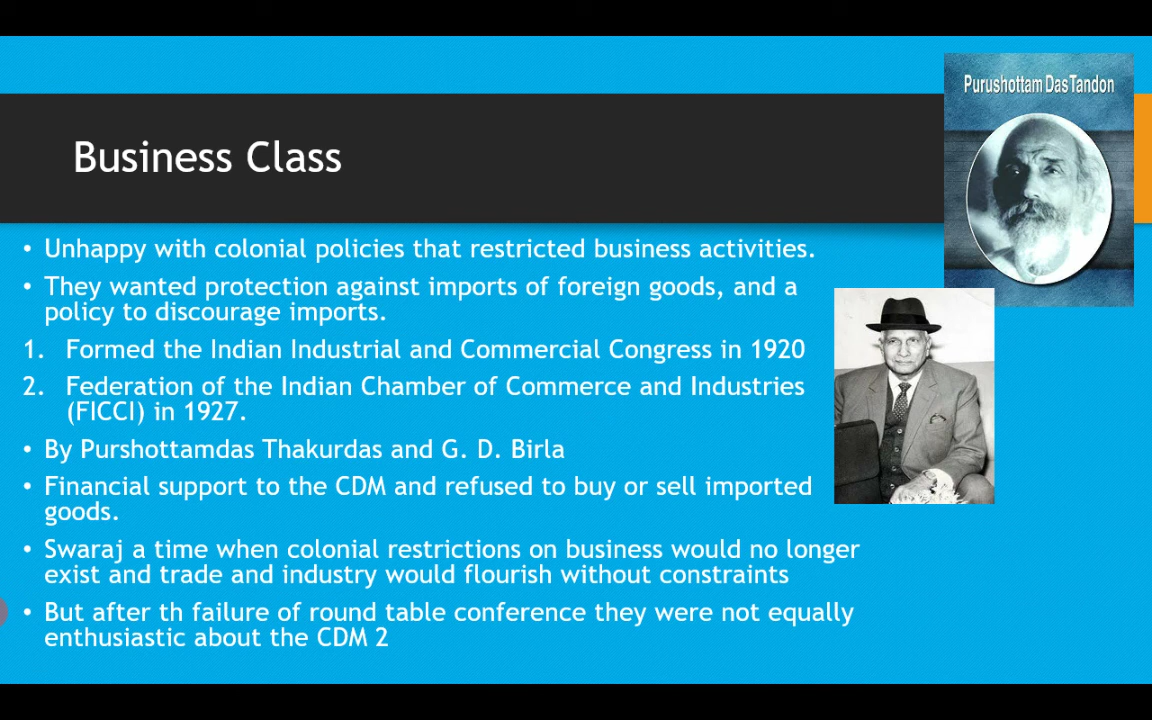 Purushottam Das Tandon
Business Class
• Unhappy with colonial policies that restricted business activities.
• They wanted protection against imports of foreign goods, and a
policy to discourage imports.
1. Formed the Indian Industrial and Commercial Congress in 1920
2. Federation of the Indian Chamber of Commerce and Industries
(FICCI) in 1927.
• By Purshottamdas Thakurdas and G. D. Birla
• Financial support to the CDM and refused to buy or sell imported
goods.
• Swaraj a time when colonial restrictions on business would no longer
exist and trade and industry would flourish without constraints
• But after th failure of round table conference they were not equally
enthusiastic about the CDM 2